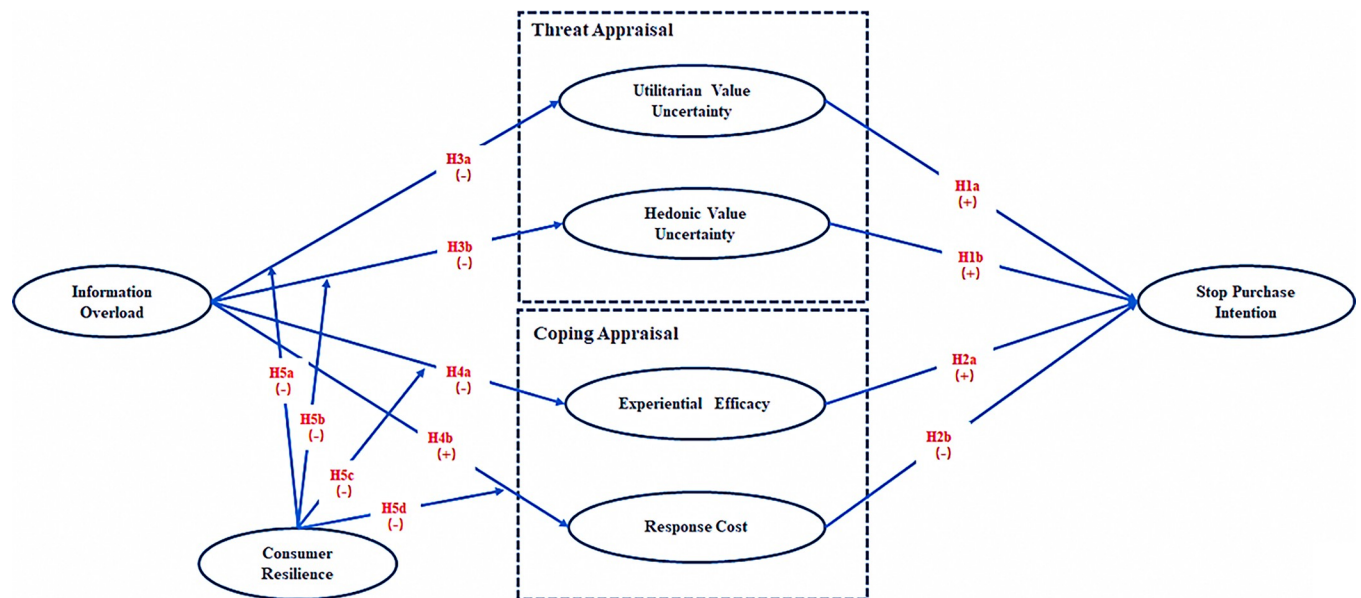 Threat Appraisal
Utilitarian Value
Uncertainty
H3a
(-)
H1a
(+)
Hedonic Value
Uncertainty
H3b
(-)
H1b
(+)
Information
Overload
Stop Purchase
Intention
Coping Appraisal
H5a
(-)
H4a
(-)
H2a
(+)
Experiential Efficacy
H5b
(-)
H4b
(+)
H2b
(-)
H5c
(-)
H5d
(-)
Response Cost
Consumer
Resilience